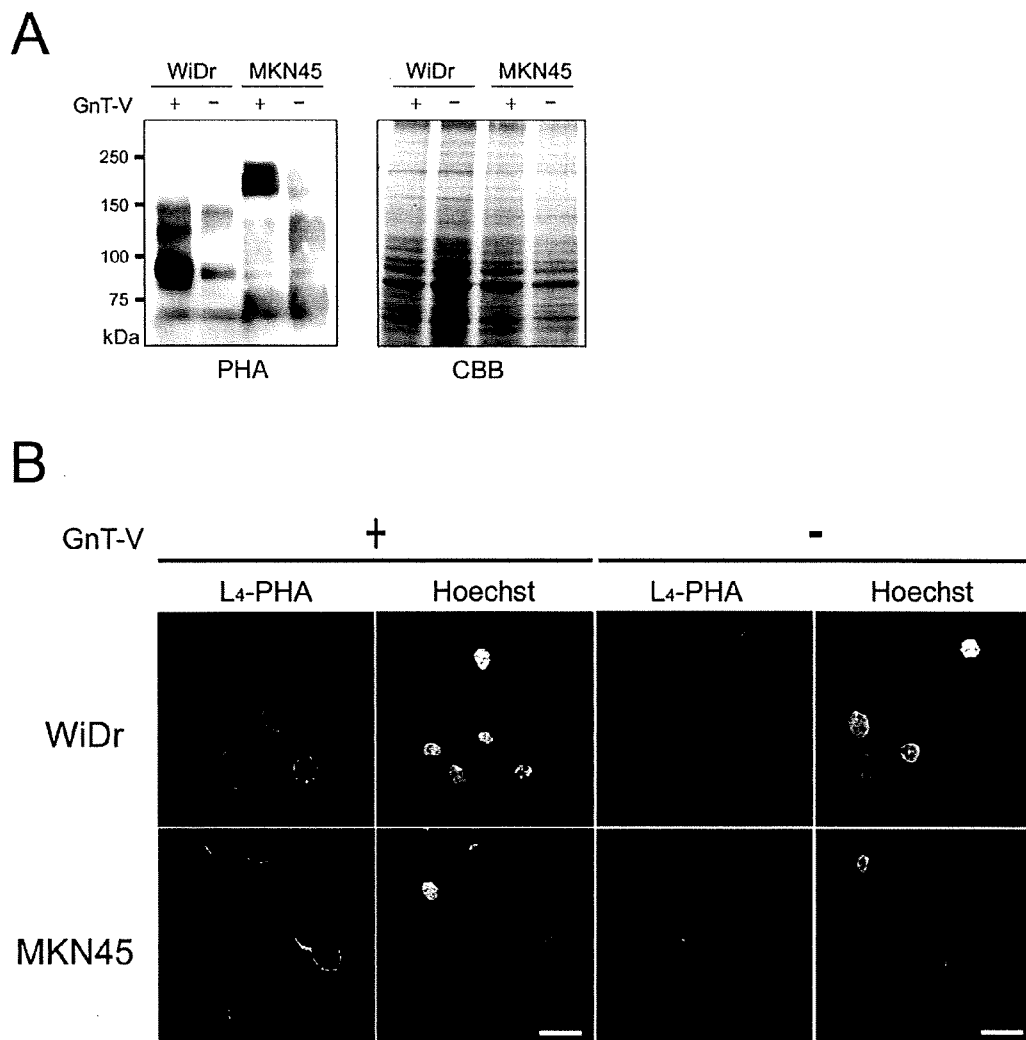 A
WiDr MKN45 WiDr MKN45
GnT-V + - + - + - + -
250
150
100
75
kDa
PHA CBB
B
GnT-V + -
L₄-PHA Hoechst L₄-PHA Hoechst
WiDr
MKN45